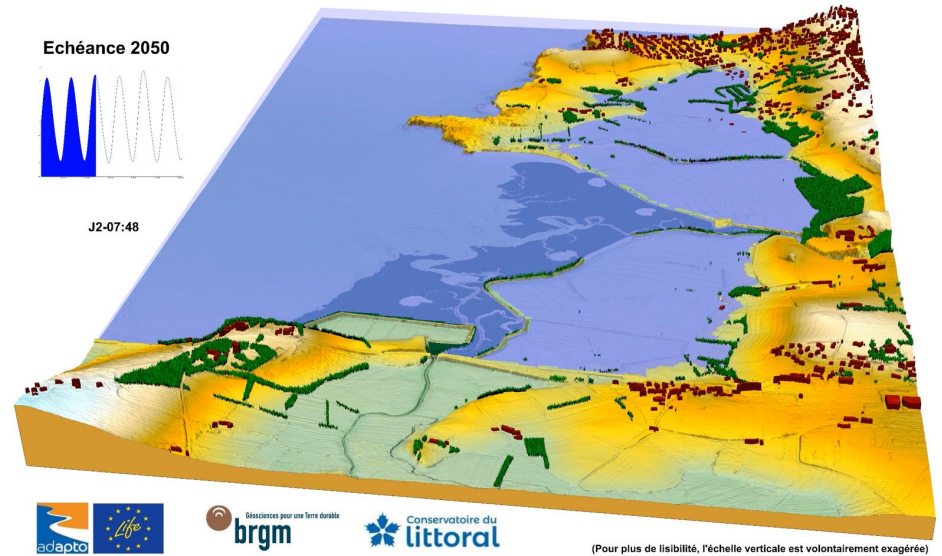 Echéance 2050
J2-07:48
adapto
Life
Géosciences pour une Terre durable
brgm
Conservatoire du
littoral
(Pour plus de lisibilité, l'échelle verticale est volontairement exagérée)